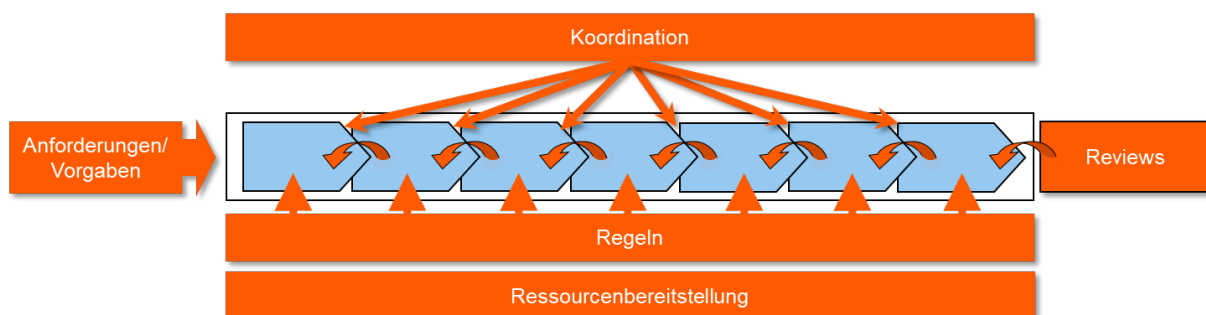 Koordination
Anforderungen/
Vorgaben
Reviews
Regeln
Ressourcenbereitstellung